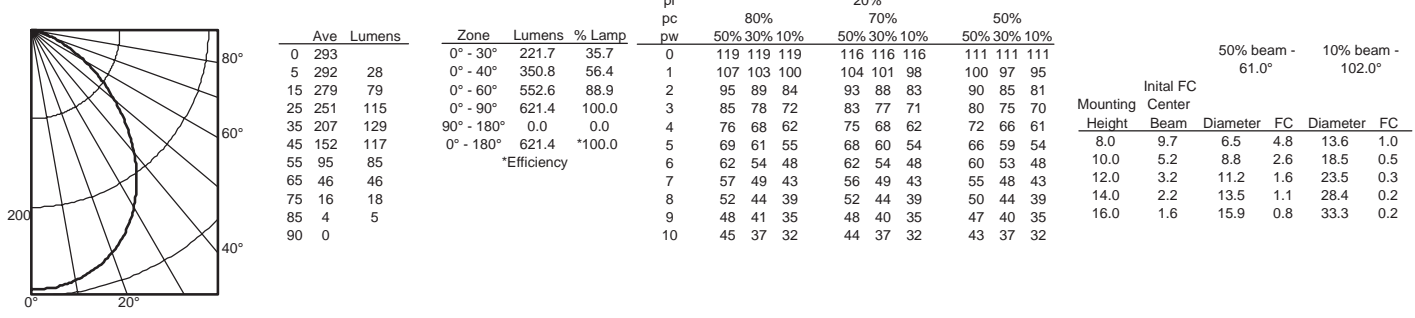 80°
60°
200
40°
0° 20°
Ave Lumens
0 293
5 292 28
15 279 79
25 251 115
35 207 129
45 152 117
55 95 85
65 46 46
75 16 18
85 4 5
90 0
Zone Lumens % Lamp
0° - 30° 221.7 35.7
0° - 40° 350.8 56.4
0° - 60° 552.6 88.9
0° - 90° 621.4 100.0
90° - 180° 0.0 0.0
0° - 180° 621.4 *100.0
*Efficiency
pf 20%
pc 80% 70% 50%
pw 50% 30% 10% 50% 30% 10% 50% 30% 10%
0 119 119 119 116 116 116 111 111 111
1 107 103 100 104 101 98 100 97 95
2 95 89 84 93 88 83 90 85 81
3 85 78 72 83 77 71 80 75 70
4 76 68 62 75 68 62 72 66 61
5 69 61 55 68 60 54 66 59 54
6 62 54 48 62 54 48 60 53 48
7 57 49 43 56 49 43 55 48 43
8 52 44 39 52 44 39 50 44 39
9 48 41 35 48 40 35 47 40 35
10 45 37 32 44 37 32 43 37 32
50% beam - 10% beam -
61.0° 102.0°
Inital FC
Mounting Center
Height Beam Diameter FC Diameter FC
8.0 9.7 6.5 4.8 13.6 1.0
10.0 5.2 8.8 2.6 18.5 0.5
12.0 3.2 11.2 1.6 23.5 0.3
14.0 2.2 13.5 1.1 28.4 0.2
16.0 1.6 15.9 0.8 33.3 0.2